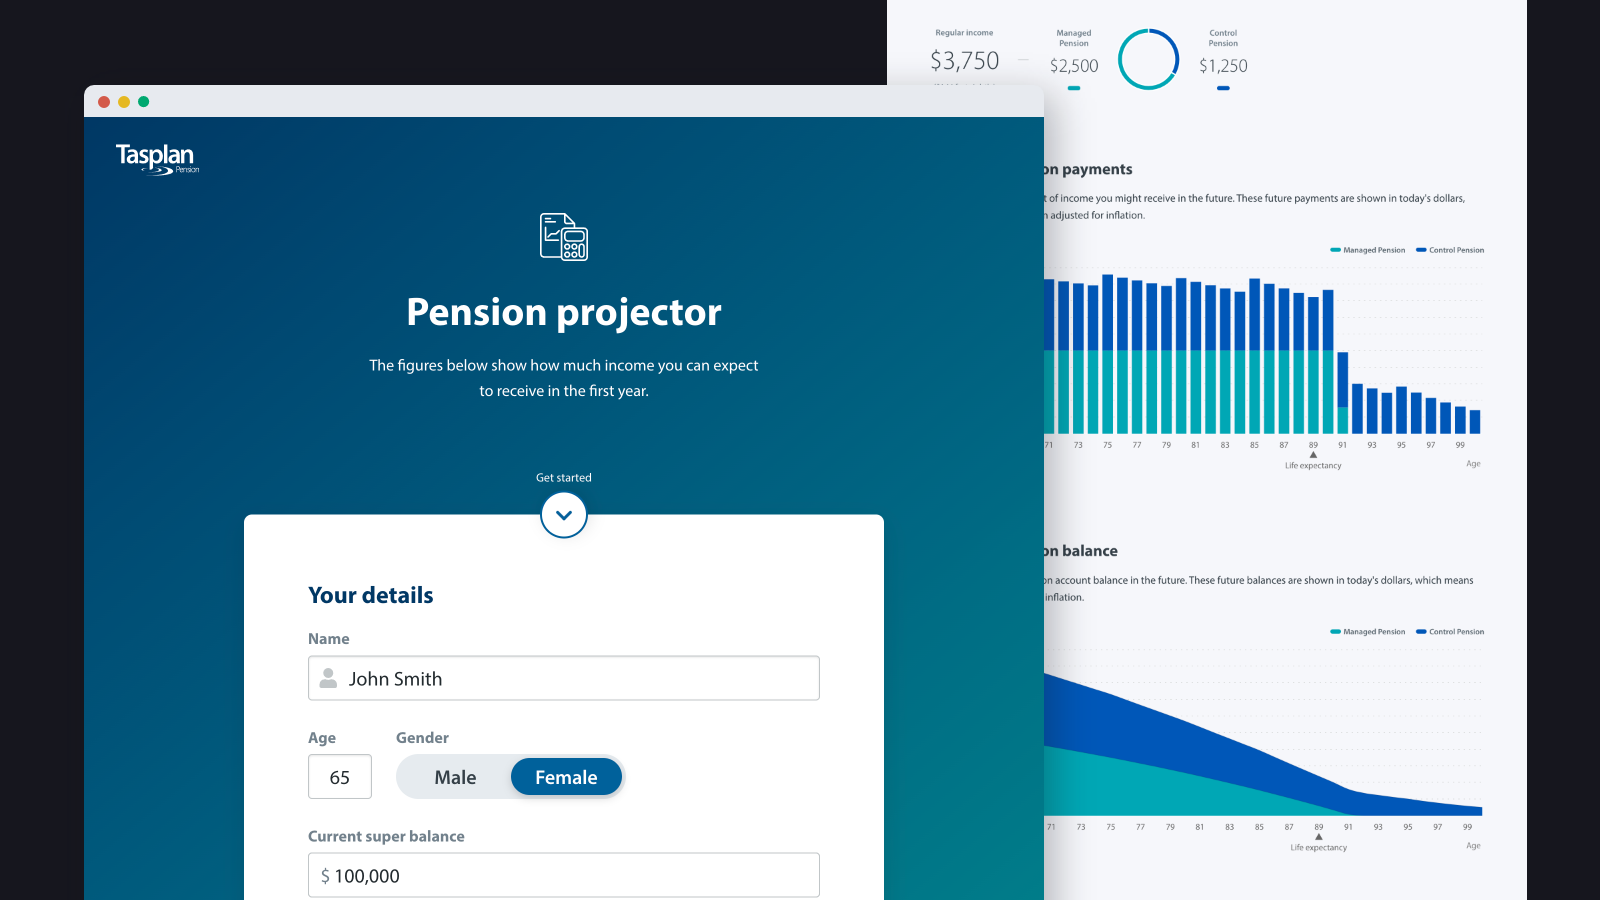 Tasplan
Pension
Pension projector
The figures below show how much income you can expect
to receive in the first year.
Get started
Your details
Name
John Smith
Age
Gender
65
Male
Female
Current super balance
$ 100,000
Regular income
$3,750
Managed
Pension
$2,500
Control
Pension
$1,250
on payments
t of income you might receive in the future. These future payments are shown in today's dollars,
n adjusted for inflation.
Managed Pension
Control Pension
71 73 75 77 79 81 83 85 87 89 91 93 95 97 99
Life expectancy
Age
on balance
on account balance in the future. These future balances are shown in today's dollars, which means
inflation.
Managed Pension
Control Pension
71 73 75 77 79 81 83 85 87 89 91 93 95 97 99
Life expectancy
Age